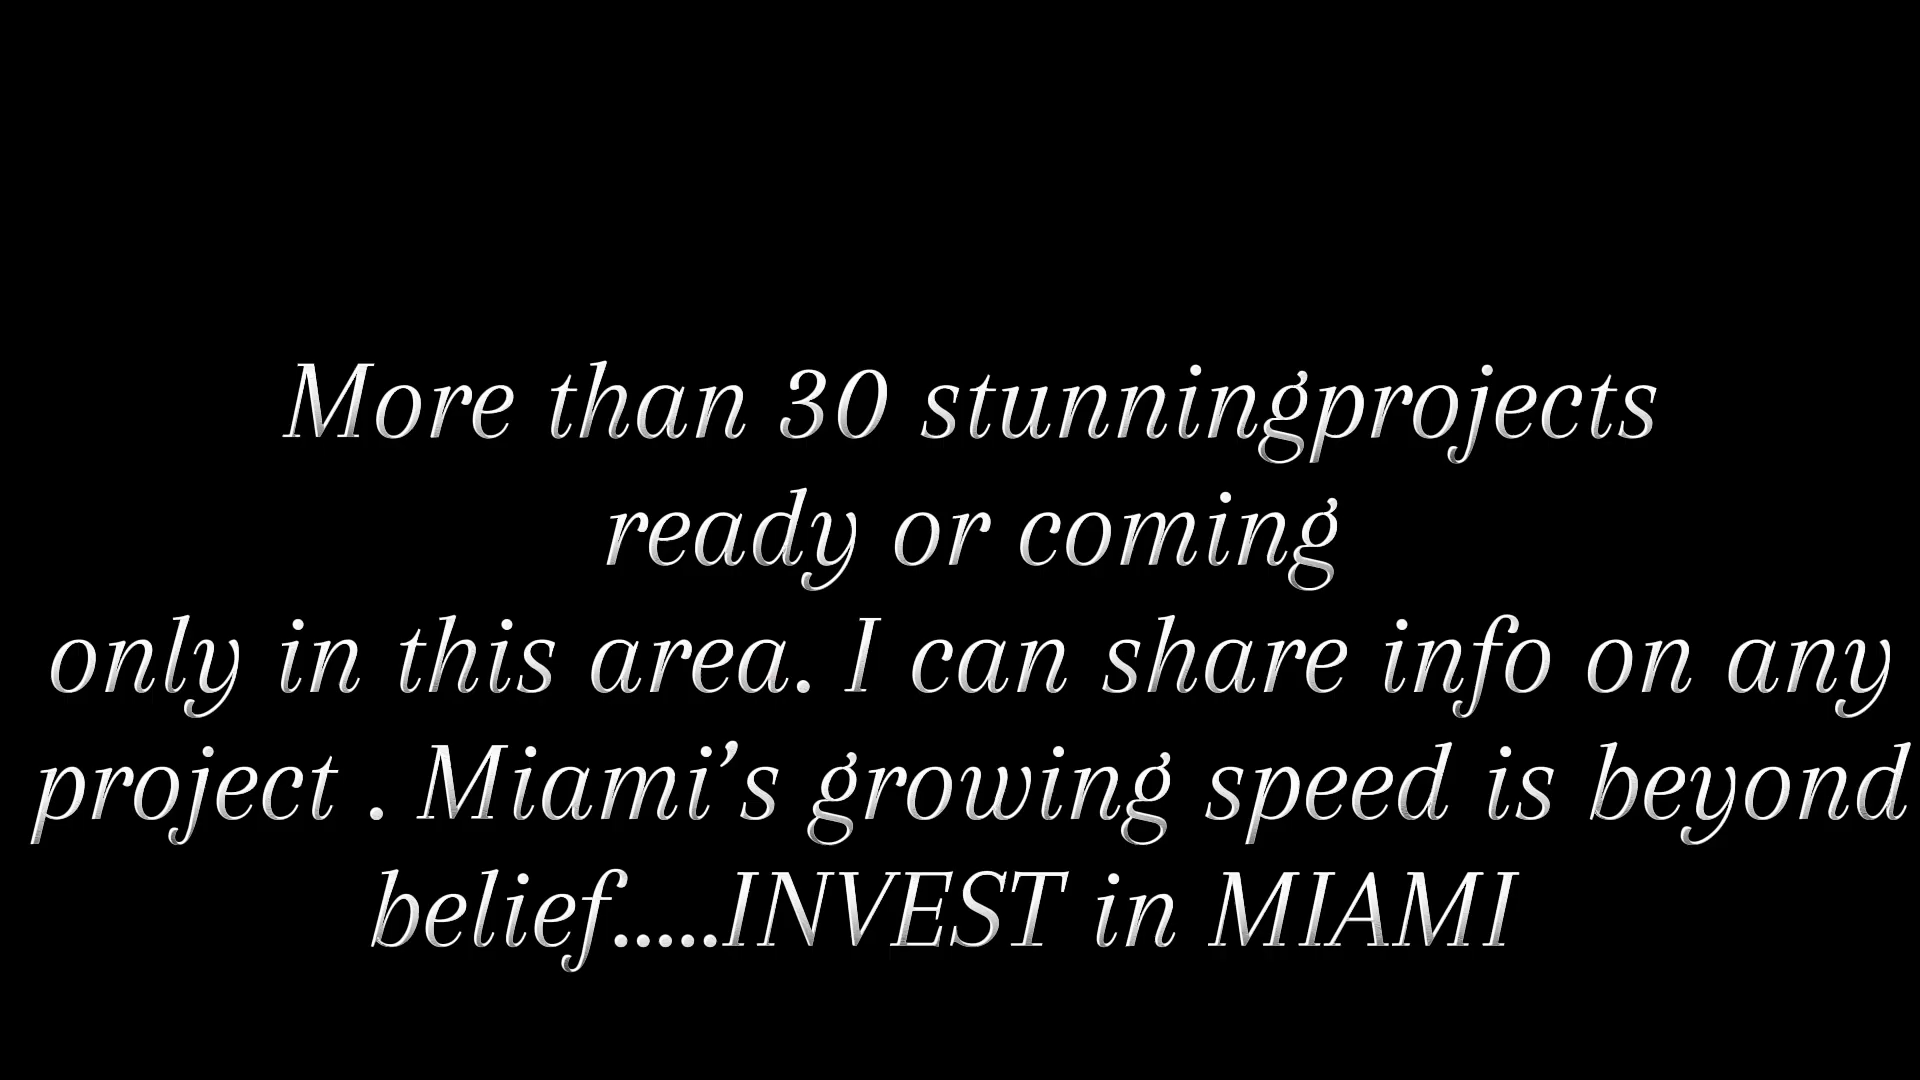 More than 30 stunningprojects
ready or coming
only in this area. I can share info on any
project . Miami’s growing speed is beyond
belief.....INVEST in MIAMI